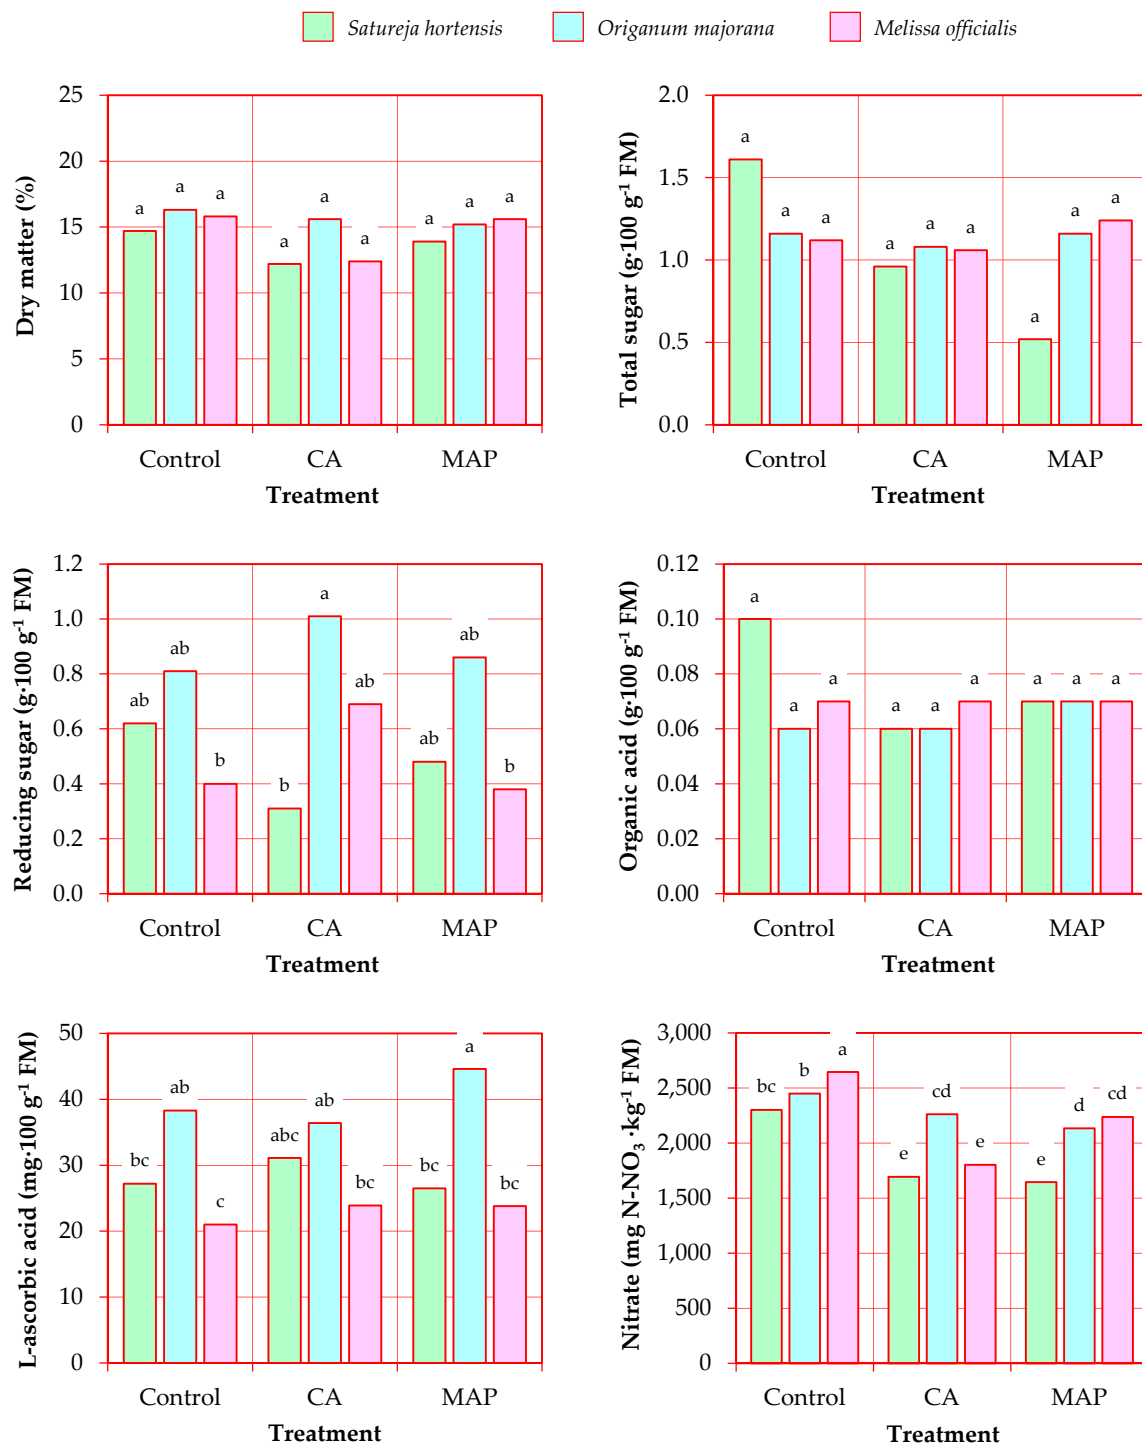 Satureja hortensis Origanum majorana Melissa officialis
Dry matter (%)
25
20
15
10
5
0
a a a a a a a a a
Control CA MAP
Treatment
Total sugar (g·100 g⁻¹ FM)
2.0
1.5
1.0
0.5
0.0
a a a a a a a a a
Control CA MAP
Treatment
Reducing sugar (g·100 g⁻¹ FM)
1.2
1.0
0.8
0.6
0.4
0.2
0.0
ab ab b b a ab ab ab b
Control CA MAP
Treatment
Organic acid (g·100 g⁻¹ FM)
0.12
0.10
0.08
0.06
0.04
0.02
0.00
a a a a a a a a a
Control CA MAP
Treatment
L-ascorbic acid (mg·100 g⁻¹ FM)
50
40
30
20
10
0
bc ab c abc ab bc bc a bc
Control CA MAP
Treatment
Nitrate (mg N-NO₃ ·kg⁻¹ FM)
3,000
2,500
2,000
1,500
1,000
500
0
bc b a e cd e e d cd
Control CA MAP
Treatment